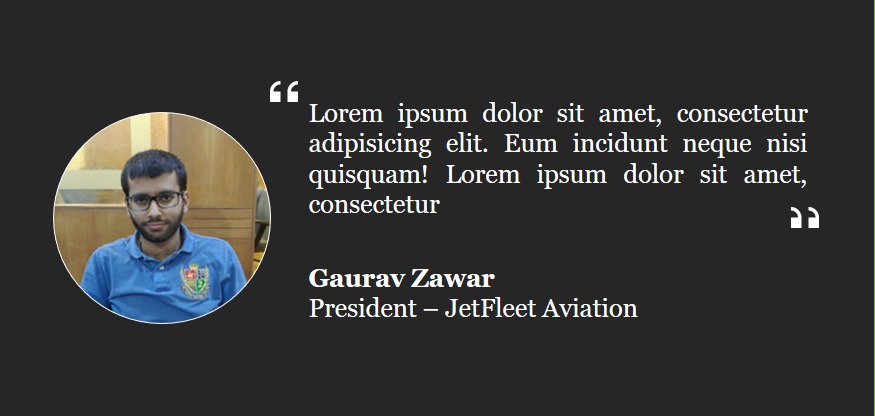 “
Lorem ipsum dolor sit amet, consectetur
adipisicing elit. Eum incidunt neque nisi
quisquam! Lorem ipsum dolor sit amet,
consectetur
”
Gaurav Zawar
President – JetFleet Aviation